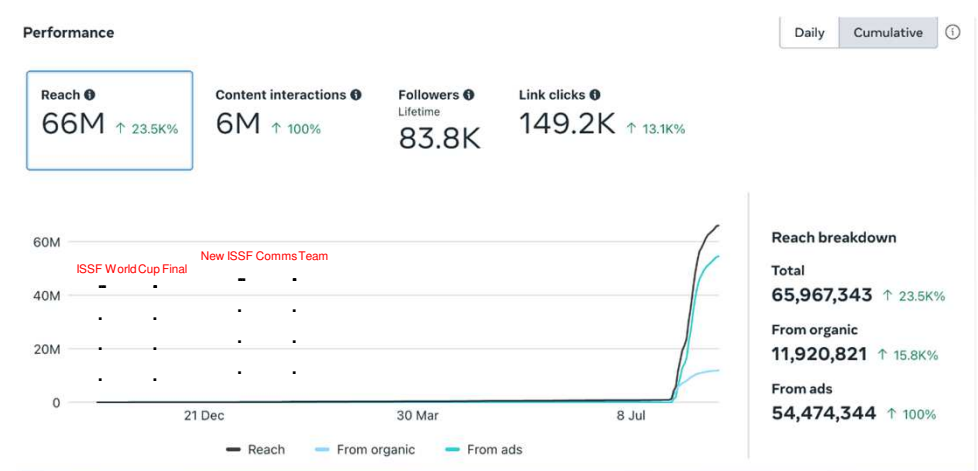 Performance
Daily Cumulative
Reach Content interactions Followers Link clicks
Lifetime
66M ↑ 23.5K% 6M ↑ 100% 83.8K 149.2K ↑ 13.1K%
60M
40M
20M
0
ISSF World Cup Final
New ISSF Comms Team
21 Dec 30 Mar 8 Jul
Reach From organic From ads
Reach breakdown
Total
65,967,343 ↑ 23.5K%
From organic
11,920,821 ↑ 15.8K%
From ads
54,474,344 ↑ 100%